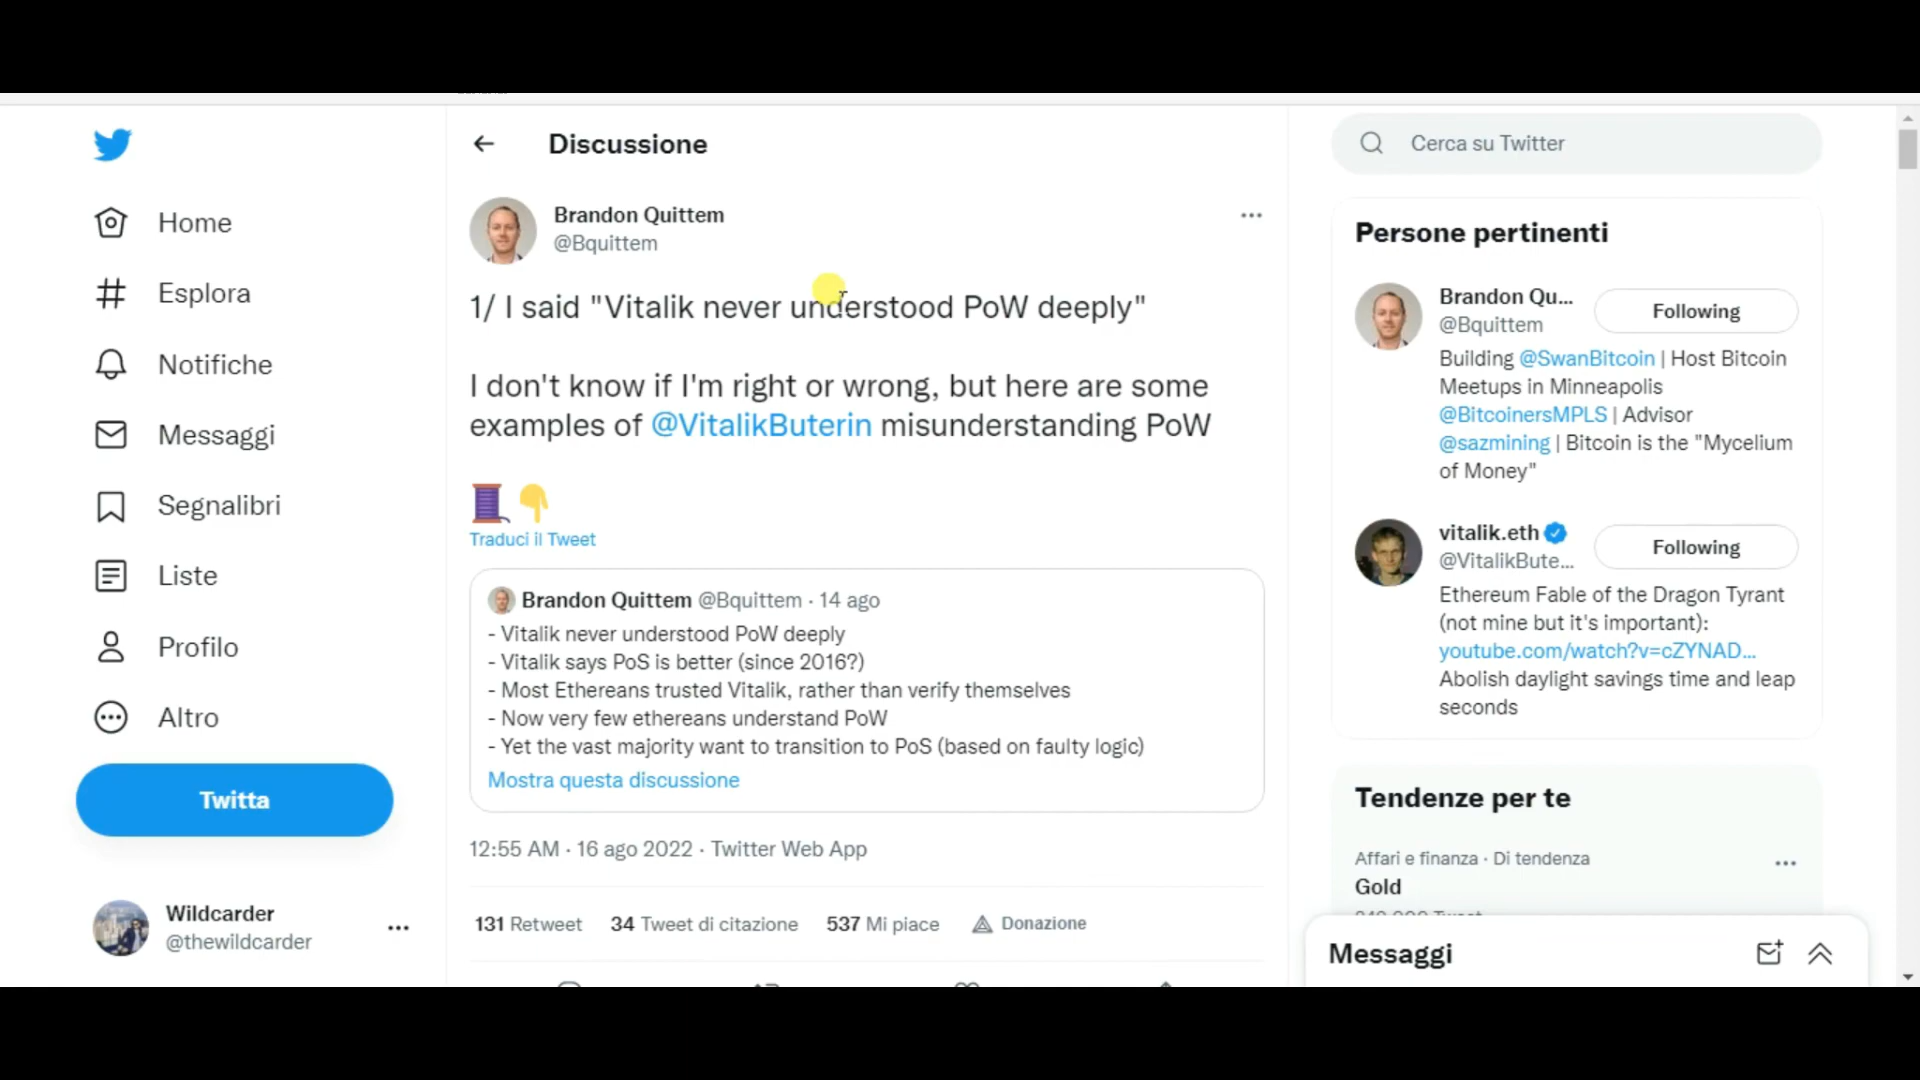 Home
Esplora
Notifiche
Messaggi
Segnalibri
Liste
Profilo
Altro
Twitta
Wildcarder
@thewildcarder
Discussione
Brandon Quittem
@Bquittem
1/ I said "Vitalik never understood PoW deeply"
I don't know if I'm right or wrong, but here are some
examples of @VitalikButerin misunderstanding PoW
Traduci il Tweet
Brandon Quittem @Bquittem · 14 ago
- Vitalik never understood PoW deeply
- Vitalik says PoS is better (since 2016?)
- Most Ethereans trusted Vitalik, rather than verify themselves
- Now very few ethereans understand PoW
- Yet the vast majority want to transition to PoS (based on faulty logic)
Mostra questa discussione
12:55 AM · 16 ago 2022 · Twitter Web App
131 Retweet 34 Tweet di citazione 537 Mi piace Donazione
Cerca su Twitter
Persone pertinenti
Brandon Qu...
@Bquittem
Following
Building @SwanBitcoin | Host Bitcoin
Meetups in Minneapolis
@BitcoinersMPLS | Advisor
@sazmining | Bitcoin is the "Mycelium
of Money"
vitalik.eth
@VitalikBute...
Following
Ethereum Fable of the Dragon Tyrant
(not mine but it's important):
youtube.com/watch?v=cZYNAD...
Abolish daylight savings time and leap
seconds
Tendenze per te
Affari e finanza · Di tendenza
Gold
Messaggi